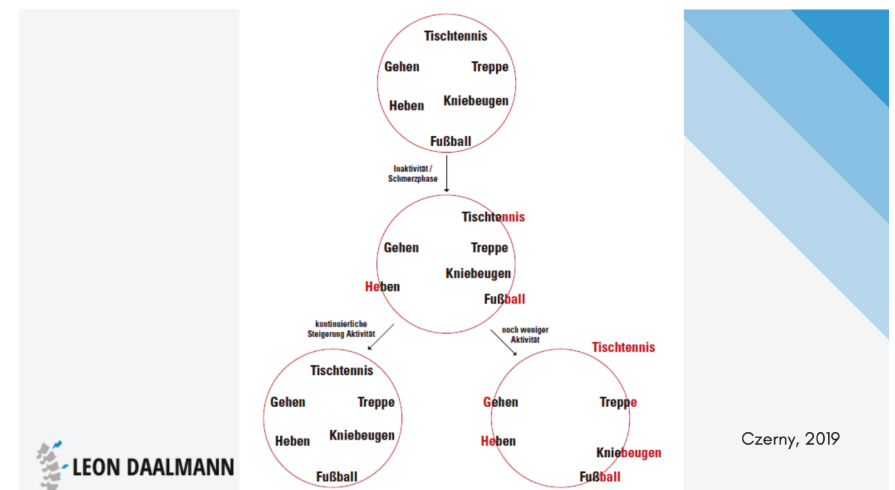 Tischtennis
Gehen
Treppe
Heben
Kniebeugen
Fußball
Inaktivität /
Schmerzphase
Tischtennis
Gehen
Treppe
Kniebeugen
Heben
Fußball
kontinuierliche
Steigerung Aktivität
noch weniger
Aktivität
Tischtennis
Gehen
Treppe
Heben
Kniebeugen
Fußball
Tischtennis
Gehen
Treppe
Heben
Kniebeugen
Fußball
LEON DAALMANN
Czerny, 2019